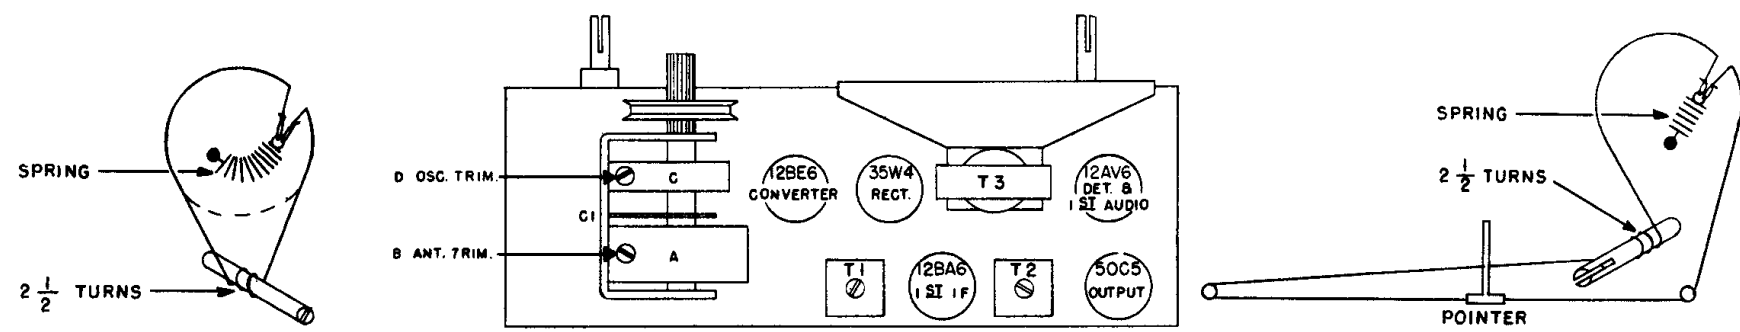 SPRING
2 1/2 TURNS
D OSC. TRIM.
C1
B ANT. TRIM.
C
A
12BE6
CONVERTER
35W4
RECT.
T3
12AV6
DET. &
1ST AUDIO
T1
12BA6
1ST IF
T2
50C5
OUTPUT
SPRING
2 1/2 TURNS
POINTER